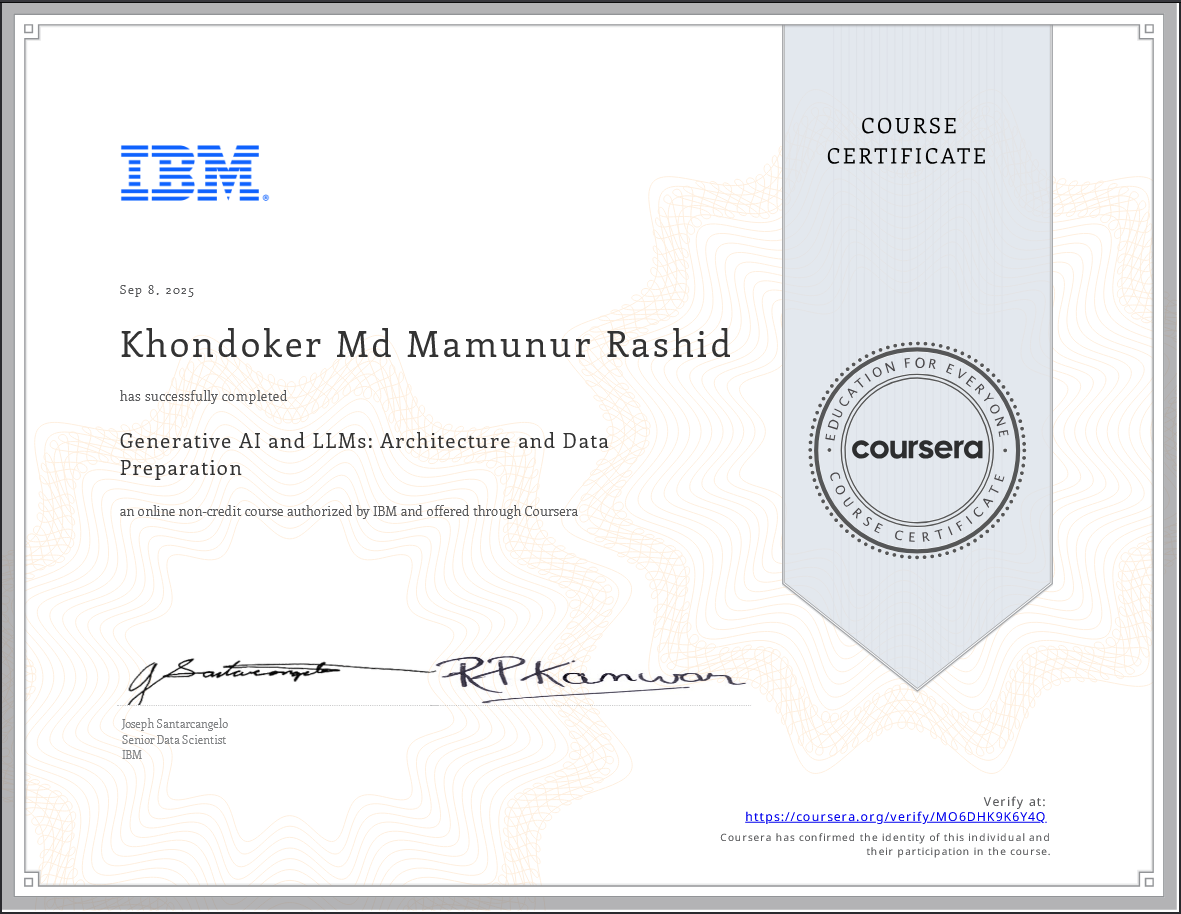 COURSE
CERTIFICATE
IBM®
Sep 8, 2025
Khondoker Md Mamunur Rashid
has successfully completed
Generative AI and LLMs: Architecture and Data
Preparation
an online non-credit course authorized by IBM and offered through Coursera
EDUCATION FOR EVERYONE
coursera
COURSE CERTIFICATE
J Santarcangelo
RPKanwar
Joseph Santarcangelo
Senior Data Scientist
IBM
Verify at:
https://coursera.org/verify/MO6DHK9K6Y4Q
Coursera has confirmed the identity of this individual and
their participation in the course.